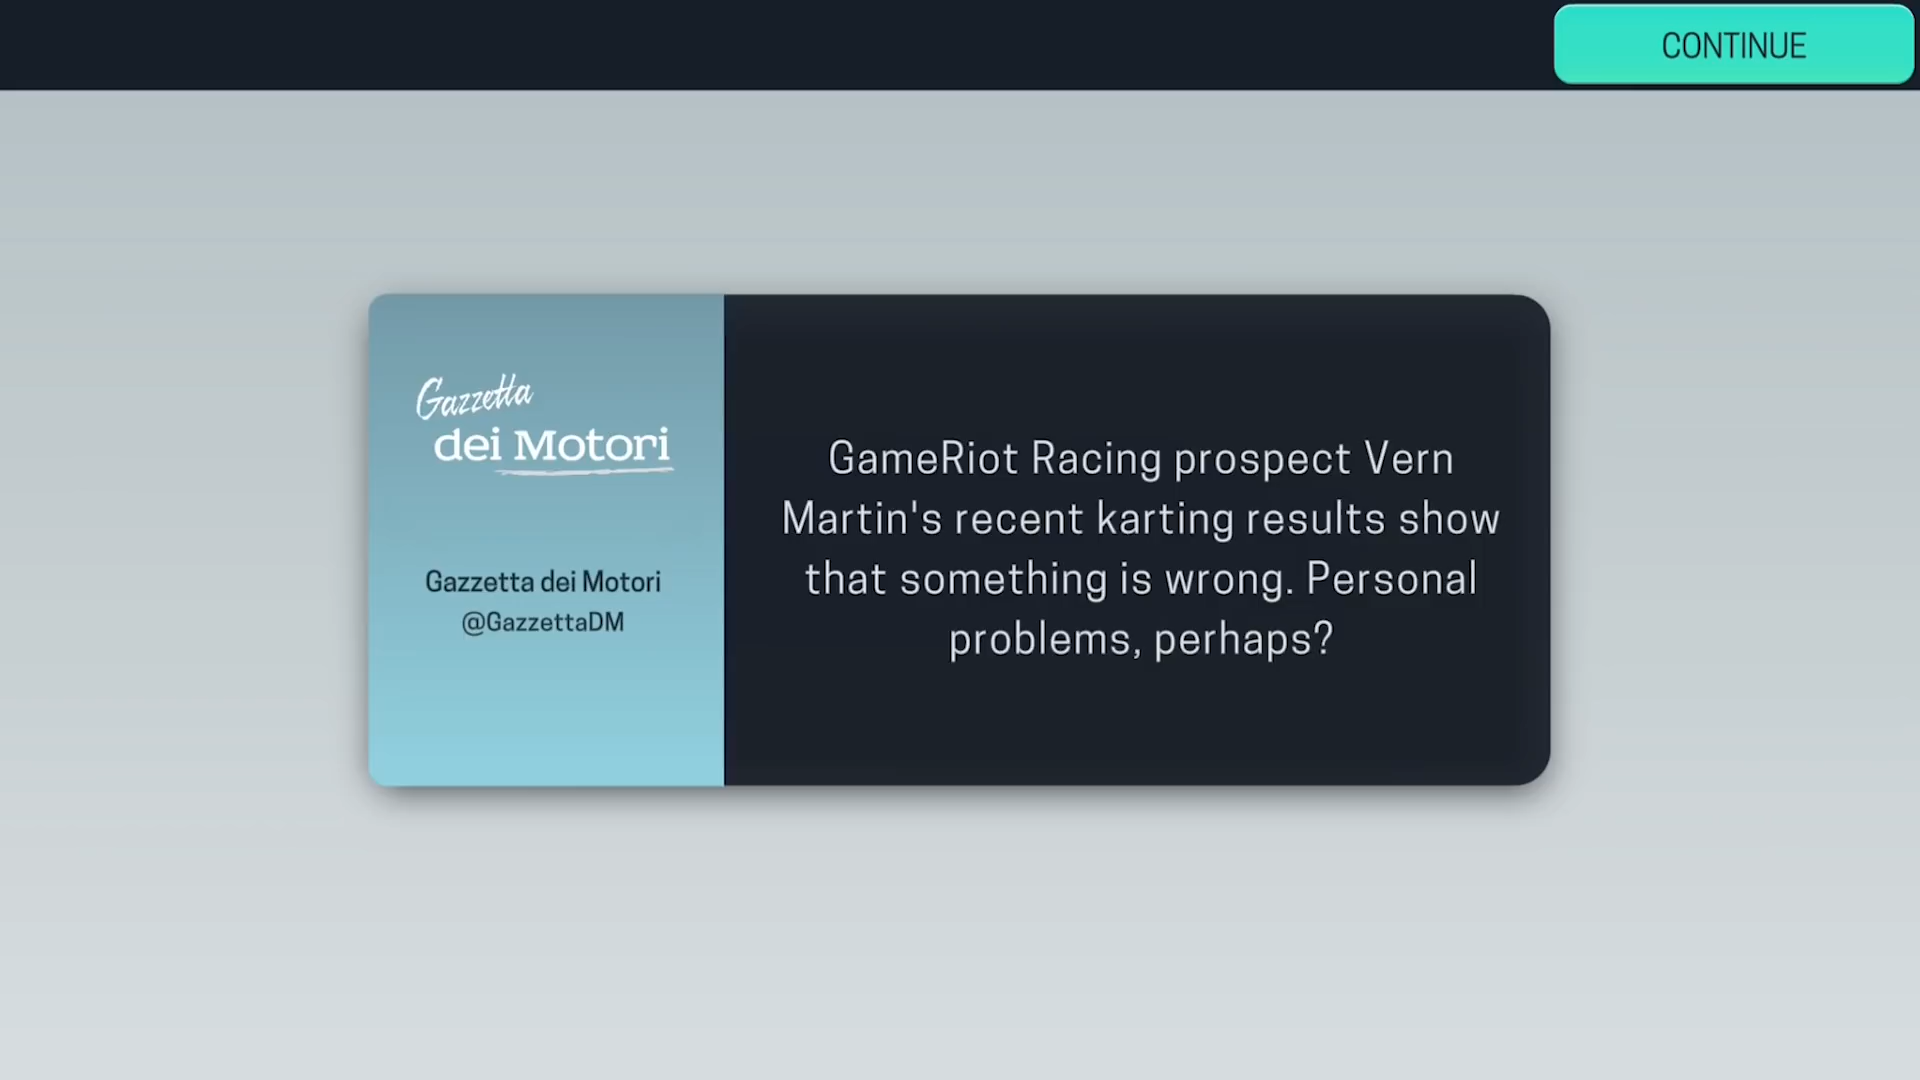 CONTINUE
Gazzetta
dei Motori
Gazzetta dei Motori
@GazzettaDM
GameRiot Racing prospect Vern
Martin's recent karting results show
that something is wrong. Personal
problems, perhaps?